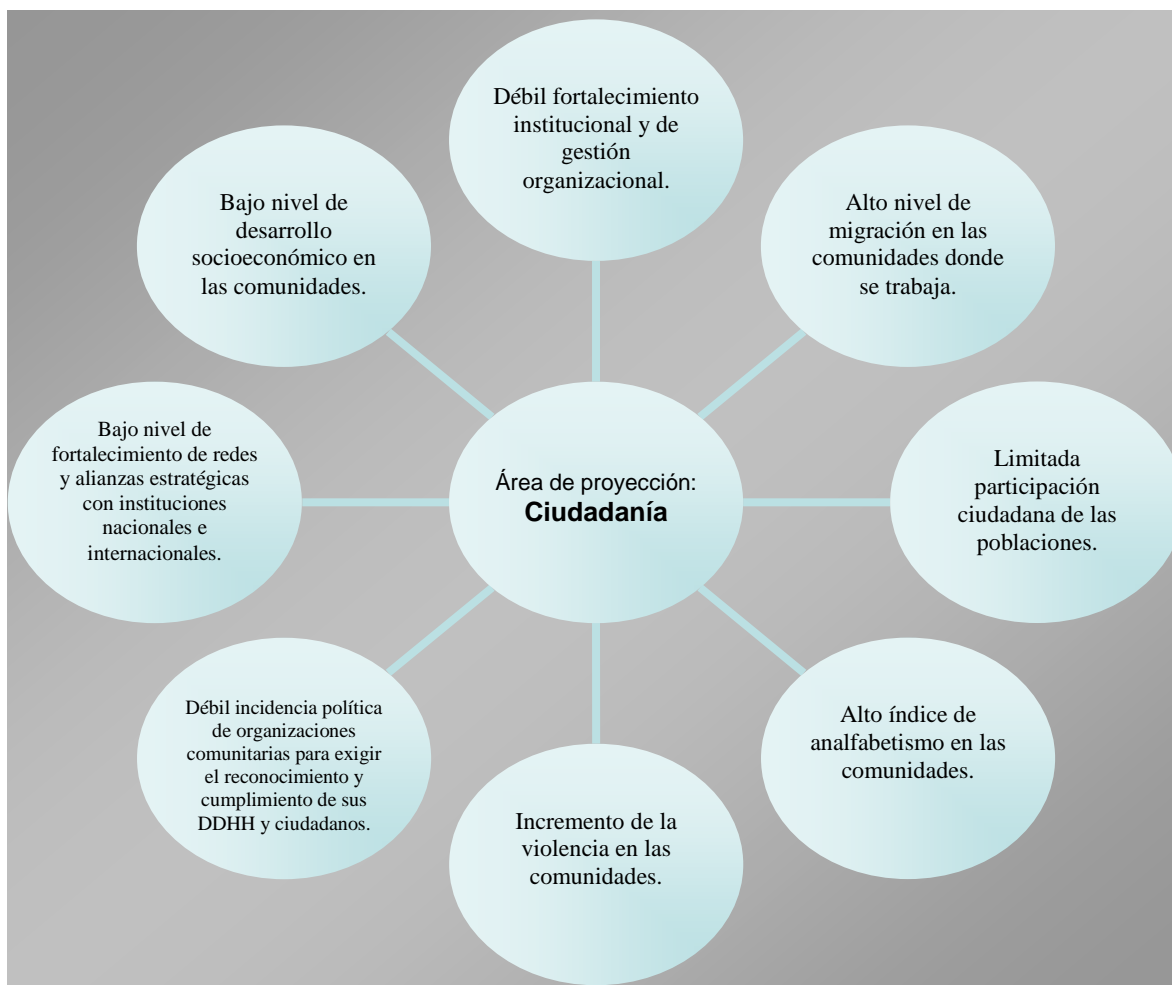 Débil fortalecimiento
institucional y de
gestión
organizacional.
Alto nivel de
migración en las
comunidades donde
se trabaja.
Limitada
participación
ciudadana de las
poblaciones.
Alto índice de
analfabetismo en las
comunidades.
Incremento de la
violencia en las
comunidades.
Débil incidencia política
de organizaciones
comunitarias para exigir
el reconocimiento y
cumplimiento de sus
DDHH y ciudadanos.
Bajo nivel de
fortalecimiento de redes
y alianzas estratégicas
con instituciones
nacionales e
internacionales.
Bajo nivel de
desarrollo
socioeconómico en
las comunidades.
Área de proyección:
Ciudadanía